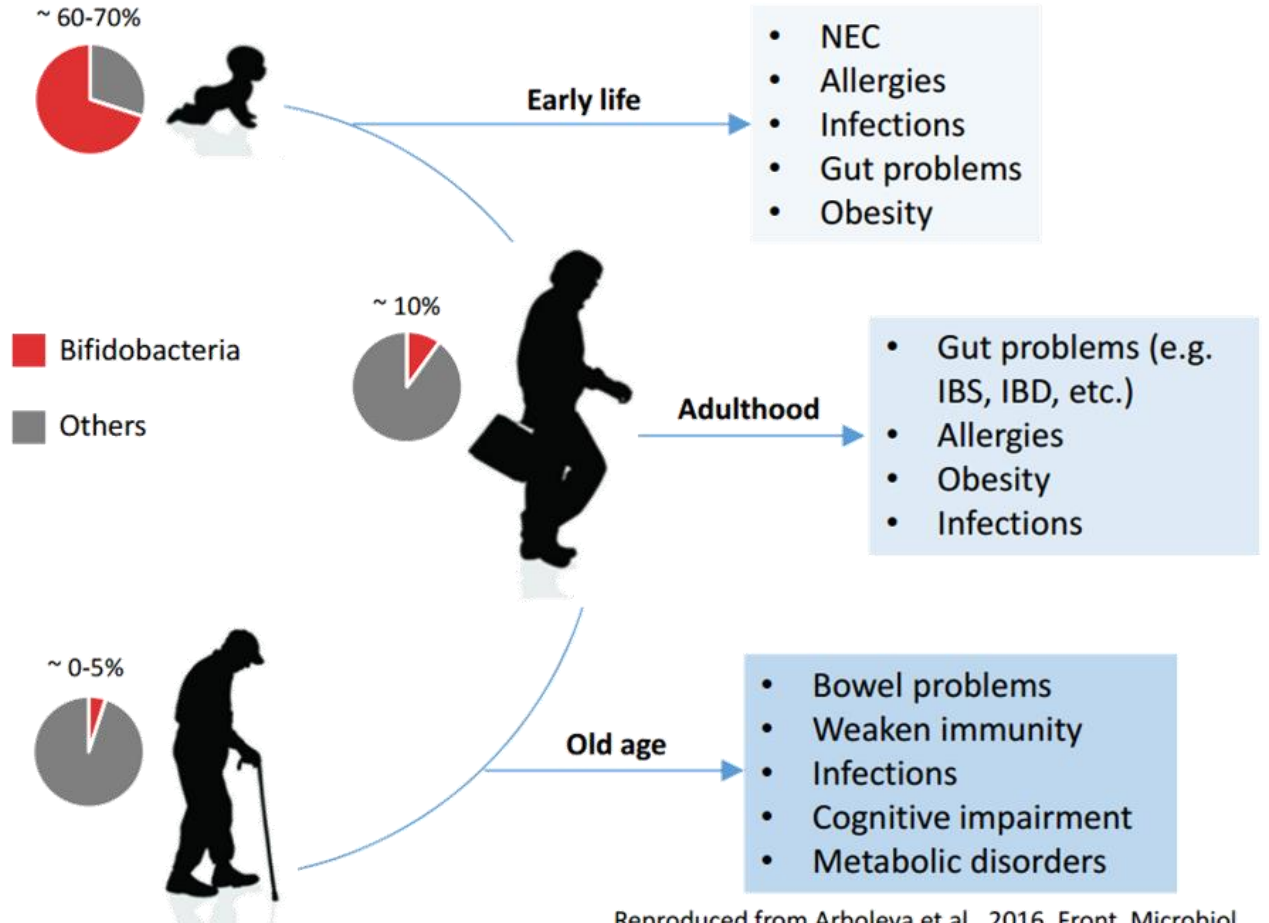 ~ 60-70%
Early life
• NEC
• Allergies
• Infections
• Gut problems
• Obesity
~ 10%
Bifidobacteria
Others
Adulthood
• Gut problems (e.g.
IBS, IBD, etc.)
• Allergies
• Obesity
• Infections
~ 0-5%
Old age
• Bowel problems
• Weaken immunity
• Infections
• Cognitive impairment
• Metabolic disorders
Reproduced from Arboleya et al., 2016, Front. Microbiol.